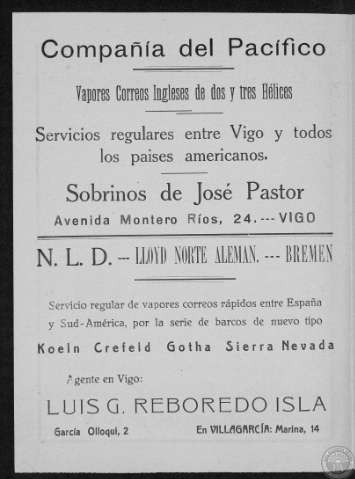 Compañía del Pacífico
Vapores Correos Ingleses de dos y tres Hélices
Servicios regulares entre Vigo y todos
los paises americanos.
Sobrinos de José Pastor
Avenida Montero Ríos, 24.---VIGO
N. L. D. -- LLOYD NORTE ALEMAN. --- BREMEN
Servicio regular de vapores correos rápidos entre España
y Sud-América, por la serie de barcos de nuevo tipo
Koeln Crefeld Gotha Sierra Nevada
Agente en Vigo:
LUIS G. REBOREDO ISLA
García Olloqui, 2 En VILLAGARCÍA: Marina, 14